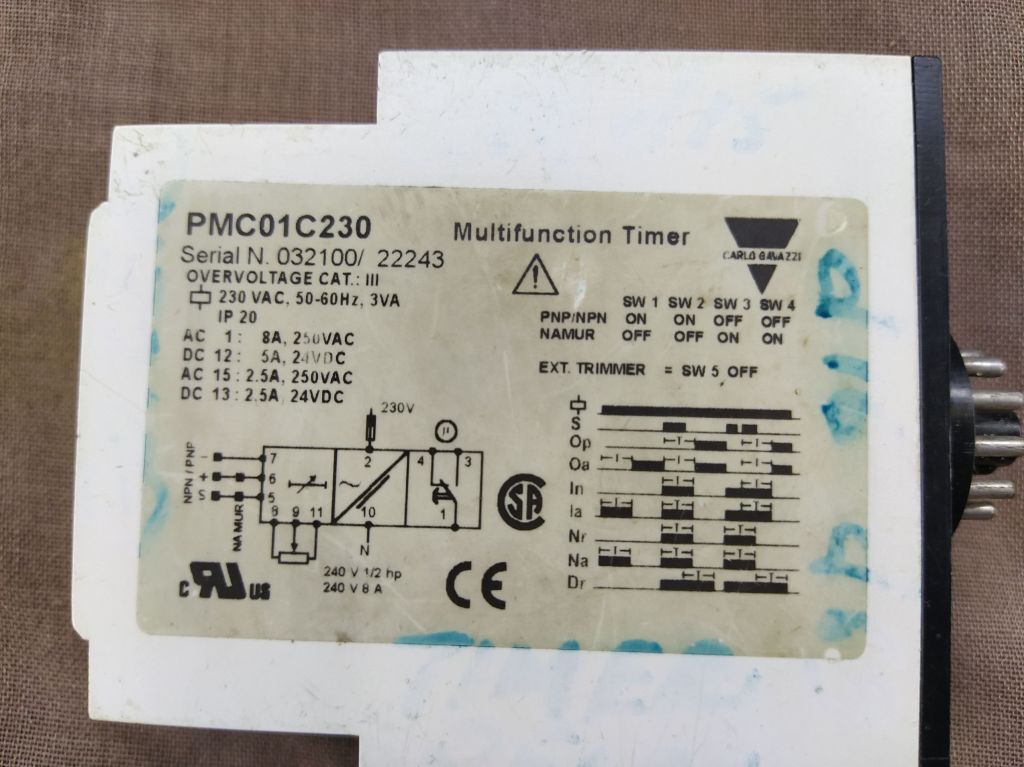 PMC01C230
Serial N. 032100/ 22243
OVERVOLTAGE CAT.: III
230 VAC, 50-60Hz, 3VA
IP 20
AC 1: 8A, 250VAC
DC 12: 5A, 24VDC
AC 15: 2.5A, 250VAC
DC 13: 2.5A, 24VDC
Multifunction Timer
CARLO GAVAZZI
SW 1 SW 2 SW 3 SW 4
PNP/NPN ON ON OFF OFF
NAMUR OFF OFF ON ON
EXT. TRIMMER = SW 5 OFF
230V
µ
NPN / PNP
NAMUR
- 7 2 4 3
+ 6
S 5
8 9 11 10 1
N
240 V 1/2 hp
240 V 8 A
S
Op
Oa
In
Ia
Nr
Na
Dr
SA
c RU US
CE